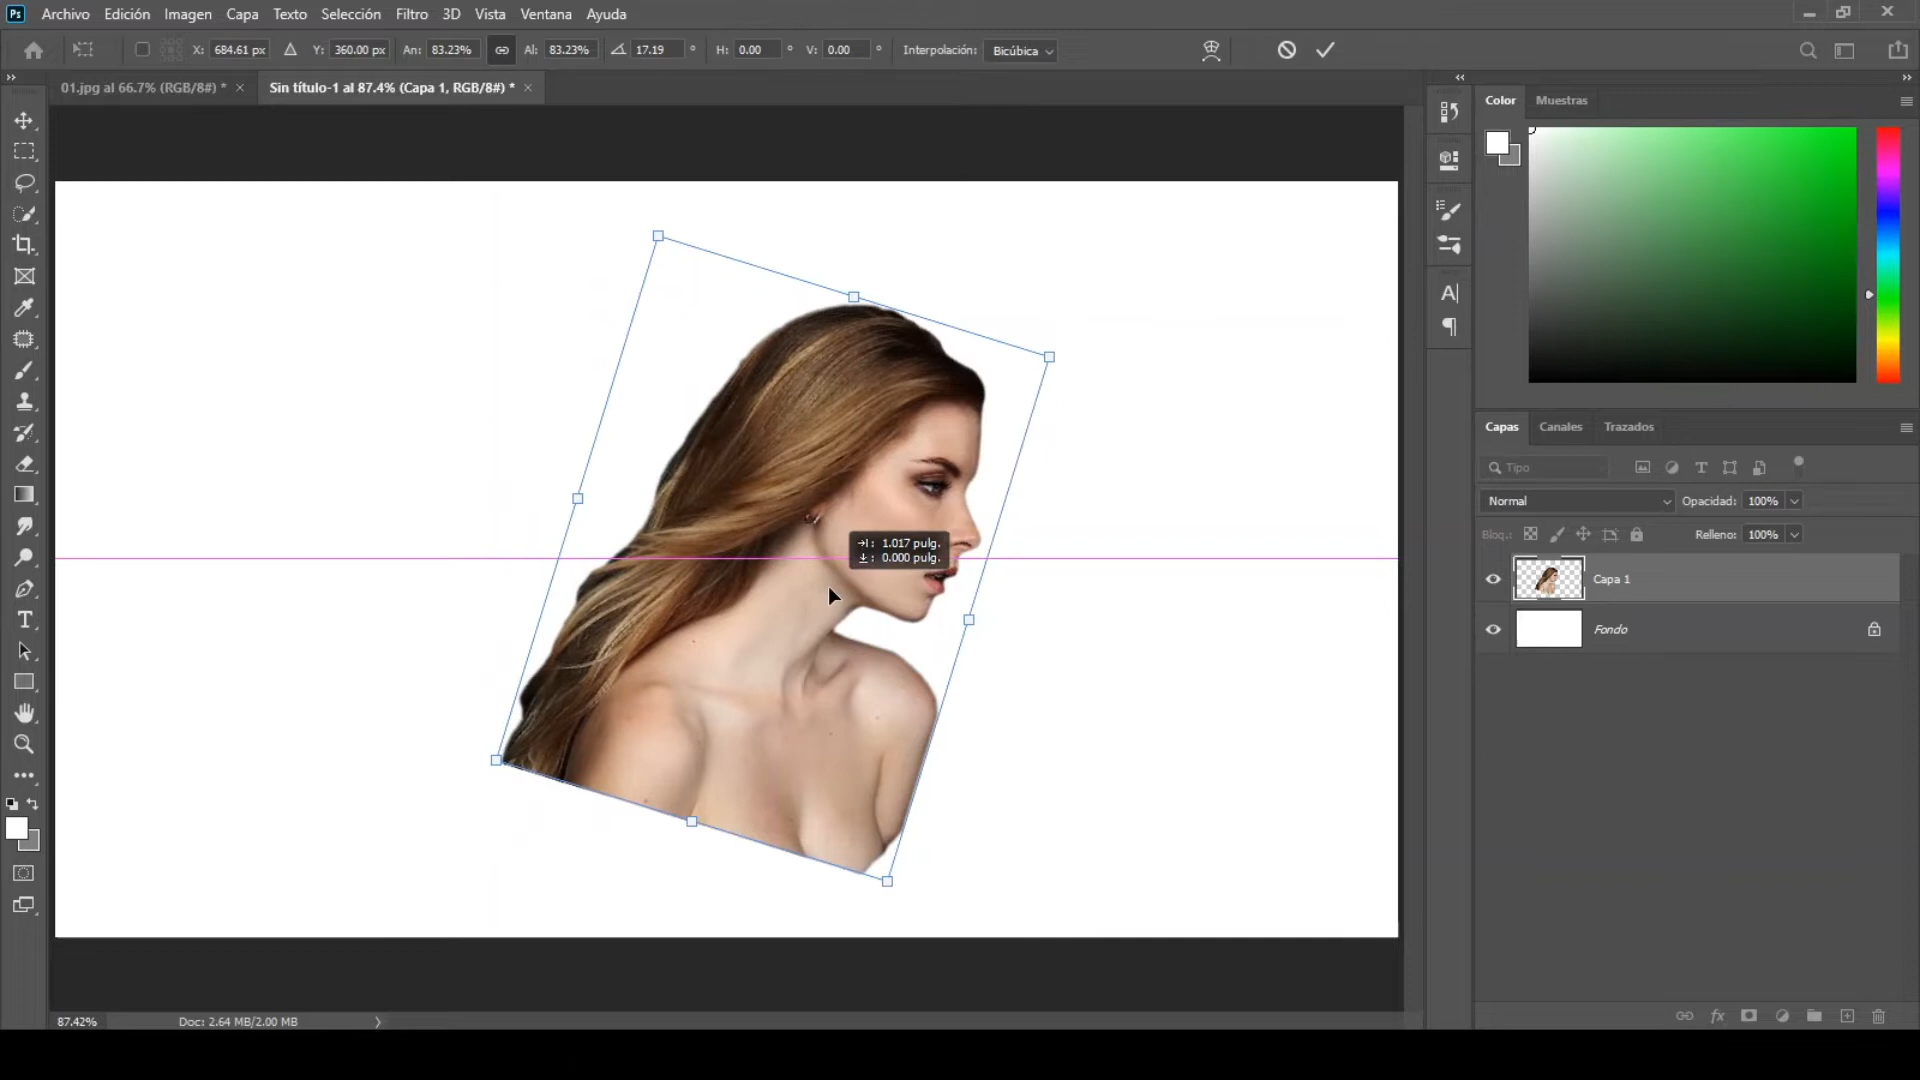 Ps Archivo Edición Imagen Capa Texto Selección Filtro 3D Vista Ventana Ayuda
X: 684.61 px Y: 360.00 px An: 83.23% Al: 83.23% 17.19 ° H: 0.00 ° V: 0.00 ° Interpolación: Bicúbica
01.jpg al 66.7% (RGB/8#) * × Sin título-1 al 87.4% (Capa 1, RGB/8#) * ×
Color Muestras
1.017 pulg.
0.000 pulg.
Capas Canales Trazados
Tipo
Normal Opacidad: 100%
Bloq.: Relleno: 100%
Capa 1
Fondo
fx
87.42% Doc: 2.64 MB/2.00 MB